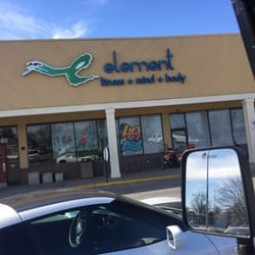 element
fitness + mind + body